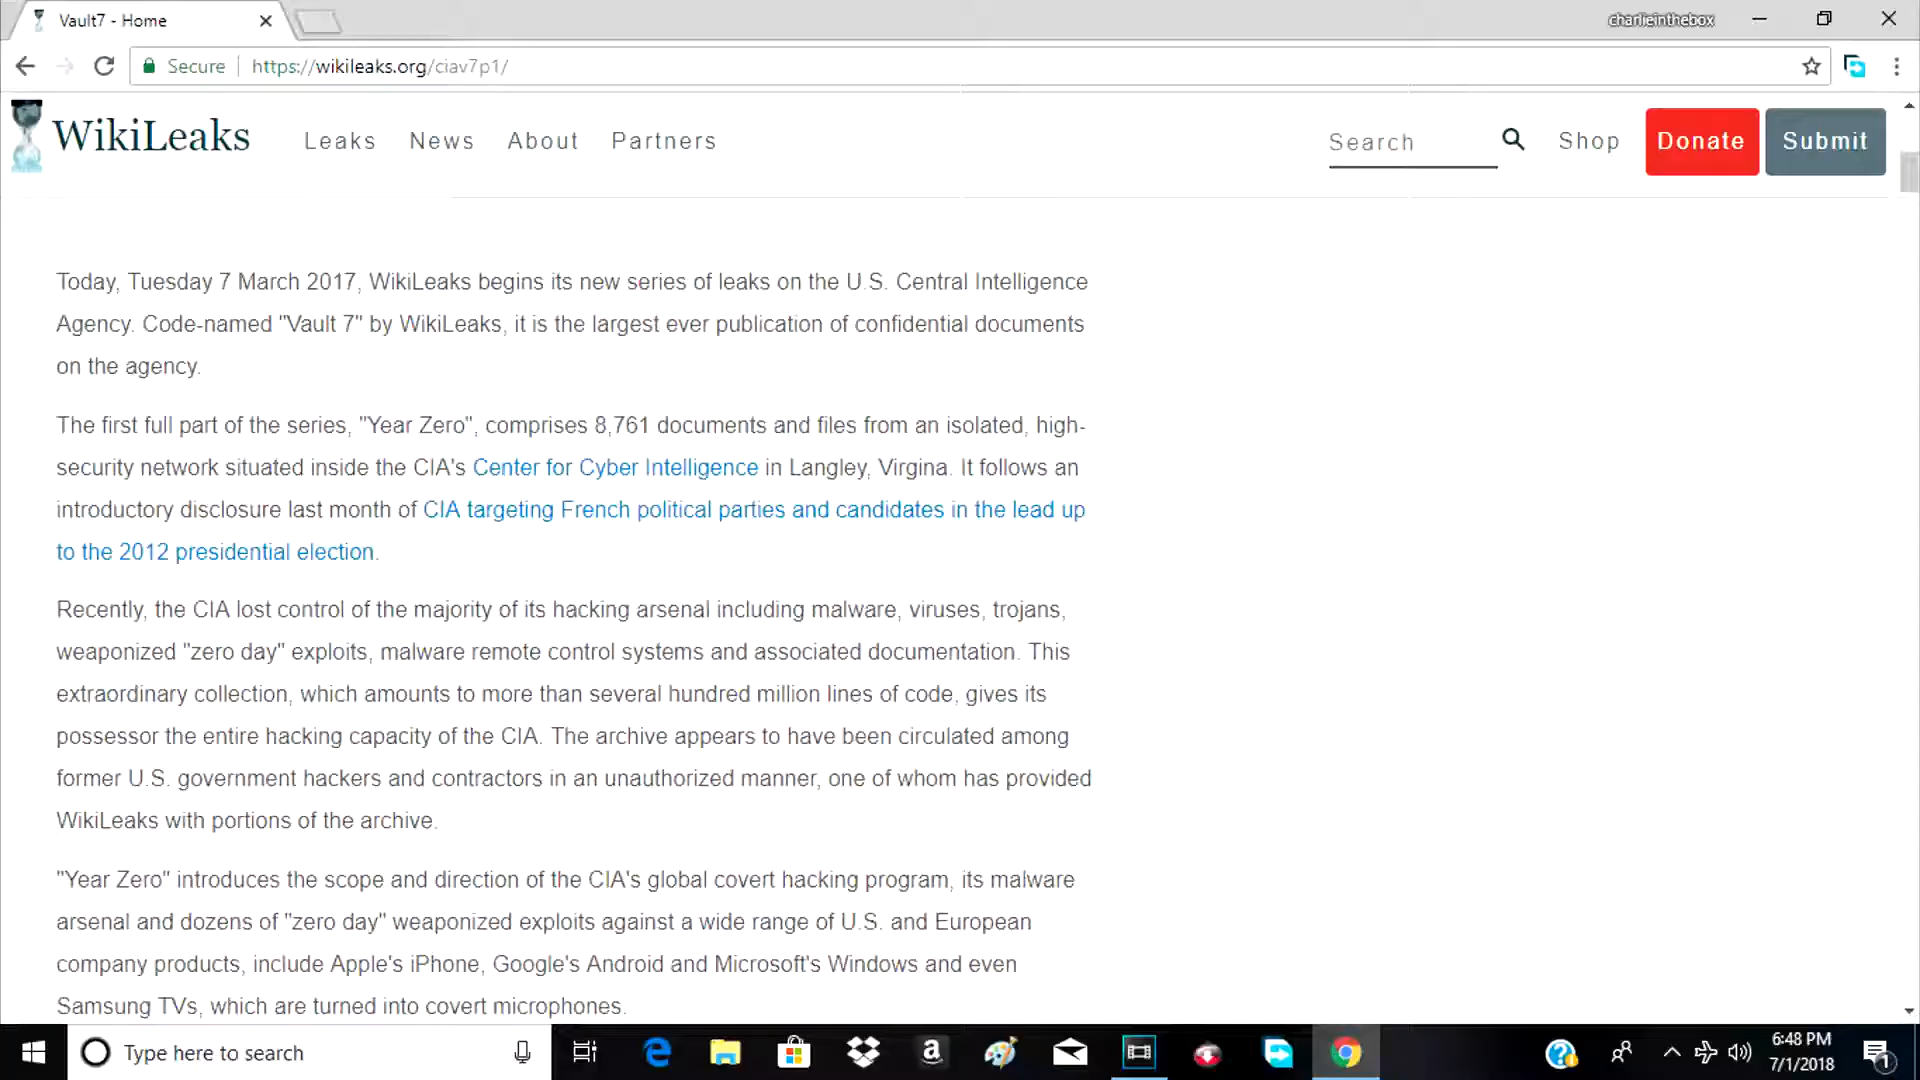 Vault7 - Home
charlieinthebox
Secure
https://wikileaks.org/ciav7p1/
WikiLeaks
Leaks News About Partners
Search
Shop
Donate
Submit
Today, Tuesday 7 March 2017, WikiLeaks begins its new series of leaks on the U.S. Central Intelligence
Agency. Code-named "Vault 7" by WikiLeaks, it is the largest ever publication of confidential documents
on the agency.
The first full part of the series, "Year Zero", comprises 8,761 documents and files from an isolated, high-
security network situated inside the CIA's Center for Cyber Intelligence in Langley, Virgina. It follows an
introductory disclosure last month of CIA targeting French political parties and candidates in the lead up
to the 2012 presidential election.
Recently, the CIA lost control of the majority of its hacking arsenal including malware, viruses, trojans,
weaponized "zero day" exploits, malware remote control systems and associated documentation. This
extraordinary collection, which amounts to more than several hundred million lines of code, gives its
possessor the entire hacking capacity of the CIA. The archive appears to have been circulated among
former U.S. government hackers and contractors in an unauthorized manner, one of whom has provided
WikiLeaks with portions of the archive.
"Year Zero" introduces the scope and direction of the CIA's global covert hacking program, its malware
arsenal and dozens of "zero day" weaponized exploits against a wide range of U.S. and European
company products, include Apple's iPhone, Google's Android and Microsoft's Windows and even
Samsung TVs, which are turned into covert microphones.
Type here to search
6:48 PM
7/1/2018
1